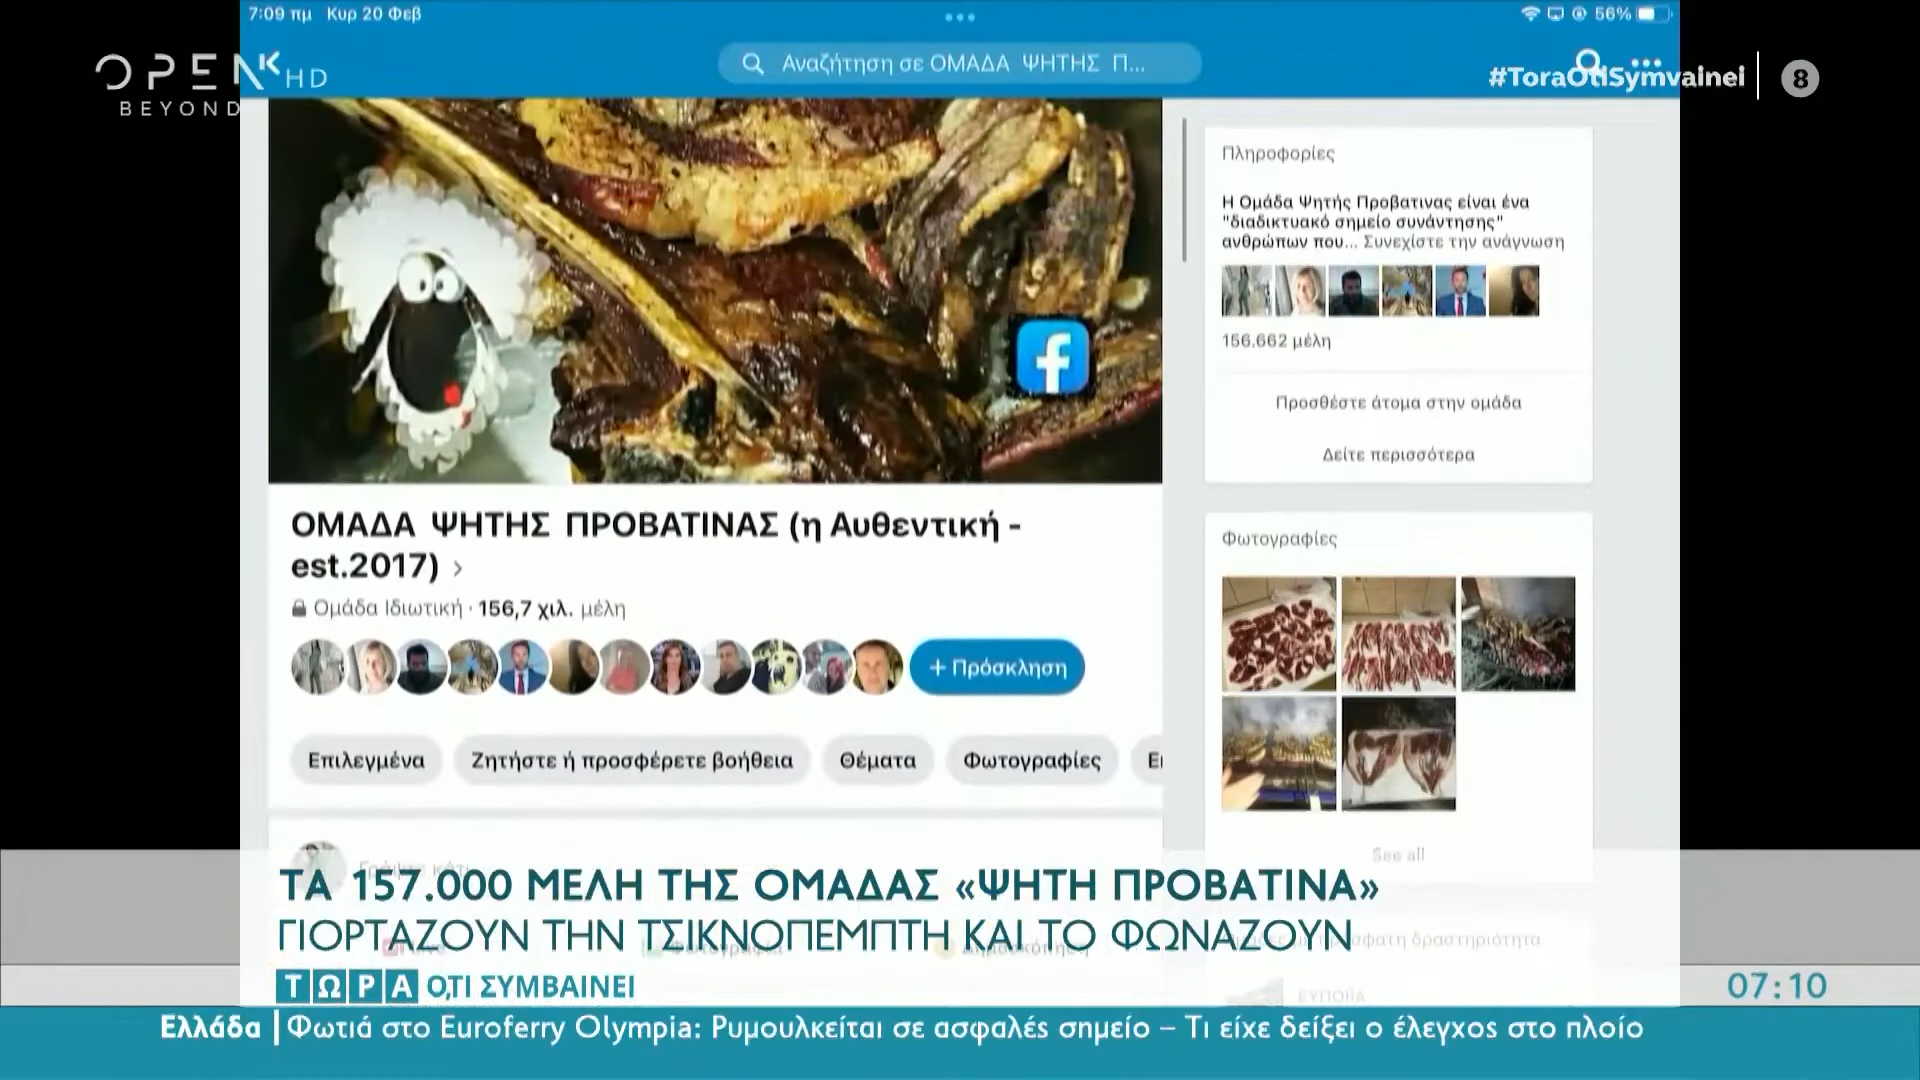 7:09 πμ Κυρ 20 Φεβ
56%
OPEN HD
BEYOND
Αναζήτηση σε ΟΜΑΔΑ ΨΗΤΗΣ Π...
#ToraOtiSymvainei
8
Πληροφορίες
Η Ομάδα Ψητής Προβατινας είναι ένα
"διαδικτυακό σημείο συνάντησης"
ανθρώπων που... Συνεχίστε την ανάγνωση
156.662 μέλη
Προσθέστε άτομα στην ομάδα
Δείτε περισσότερα
ΟΜΑΔΑ ΨΗΤΗΣ ΠΡΟΒΑΤΙΝΑΣ (η Αυθεντική -
est.2017)
Ομάδα Ιδιωτική · 156,7 χιλ. μέλη
+ Πρόσκληση
Φωτογραφίες
Επιλεγμένα
Ζητήστε ή προσφέρετε βοήθεια
Θέματα
Φωτογραφίες
See all
ΤΑ 157.000 ΜΕΛΗ ΤΗΣ ΟΜΑΔΑΣ «ΨΗΤΗ ΠΡΟΒΑΤΙΝΑ»
ΓΙΟΡΤΑΖΟΥΝ ΤΗΝ ΤΣΙΚΝΟΠΕΜΠΤΗ ΚΑΙ ΤΟ ΦΩΝΑΖΟΥΝ
ΤΩΡΑ Ο,ΤΙ ΣΥΜΒΑΙΝΕΙ
07:10
Ελλάδα | Φωτιά στο Euroferry Olympia: Ρυμουλκείται σε ασφαλές σημείο – Τι είχε δείξει ο έλεγχος στο πλοίο